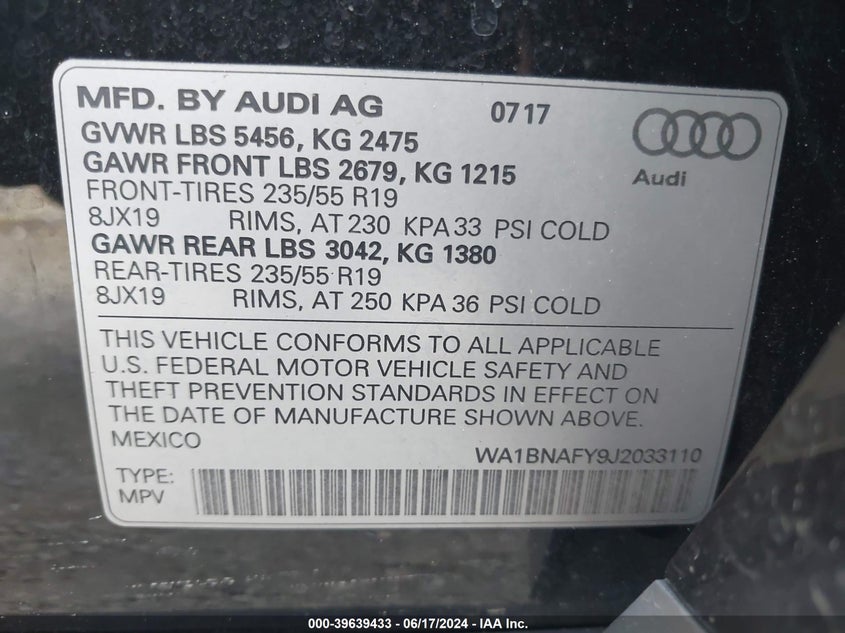 MFD. BY AUDI AG 0717
GVWR LBS 5456, KG 2475
GAWR FRONT LBS 2679, KG 1215
Audi
FRONT-TIRES 235/55 R19
8JX19 RIMS, AT 230 KPA 33 PSI COLD
GAWR REAR LBS 3042, KG 1380
REAR-TIRES 235/55 R19
8JX19 RIMS, AT 250 KPA 36 PSI COLD
THIS VEHICLE CONFORMS TO ALL APPLICABLE
U.S. FEDERAL MOTOR VEHICLE SAFETY AND
THEFT PREVENTION STANDARDS IN EFFECT ON
THE DATE OF MANUFACTURE SHOWN ABOVE.
MEXICO
WA1BNAFY9J2033110
TYPE:
MPV
000-39639433 - 06/17/2024 - IAA Inc.